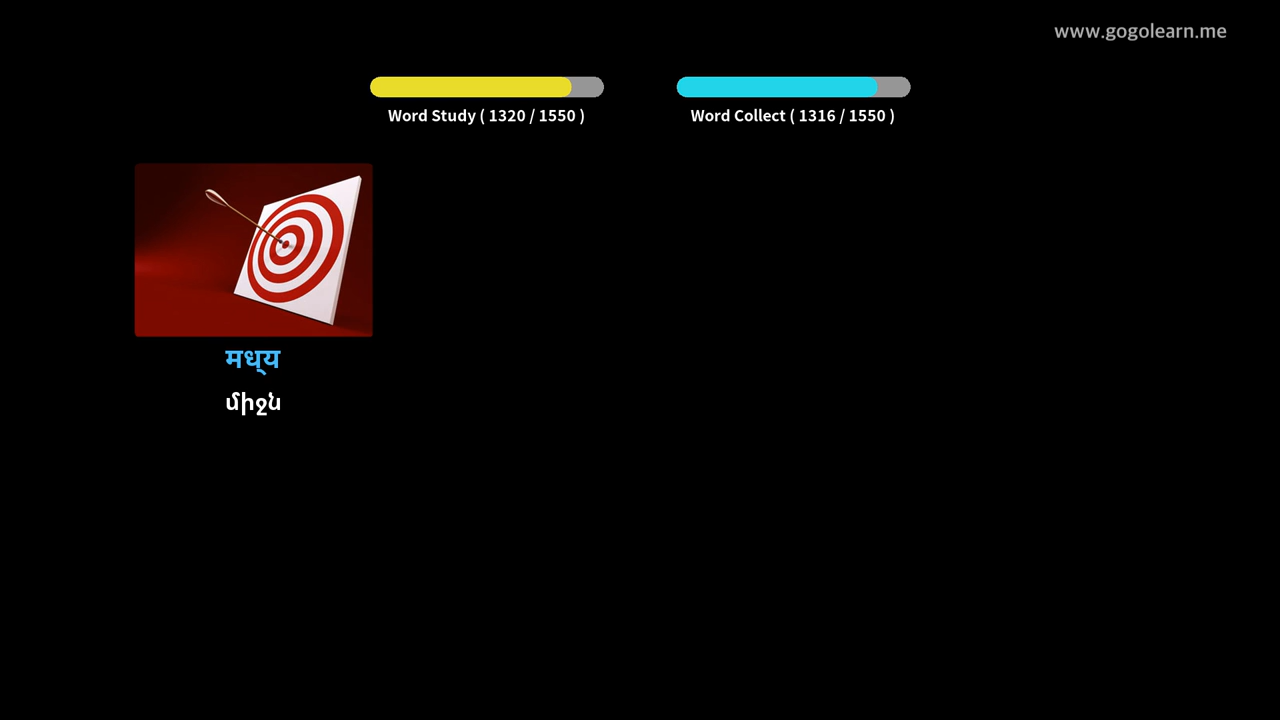 www.gogolearn.me
Word Study ( 1320 / 1550 )
Word Collect ( 1316 / 1550 )
मध्य
միջն